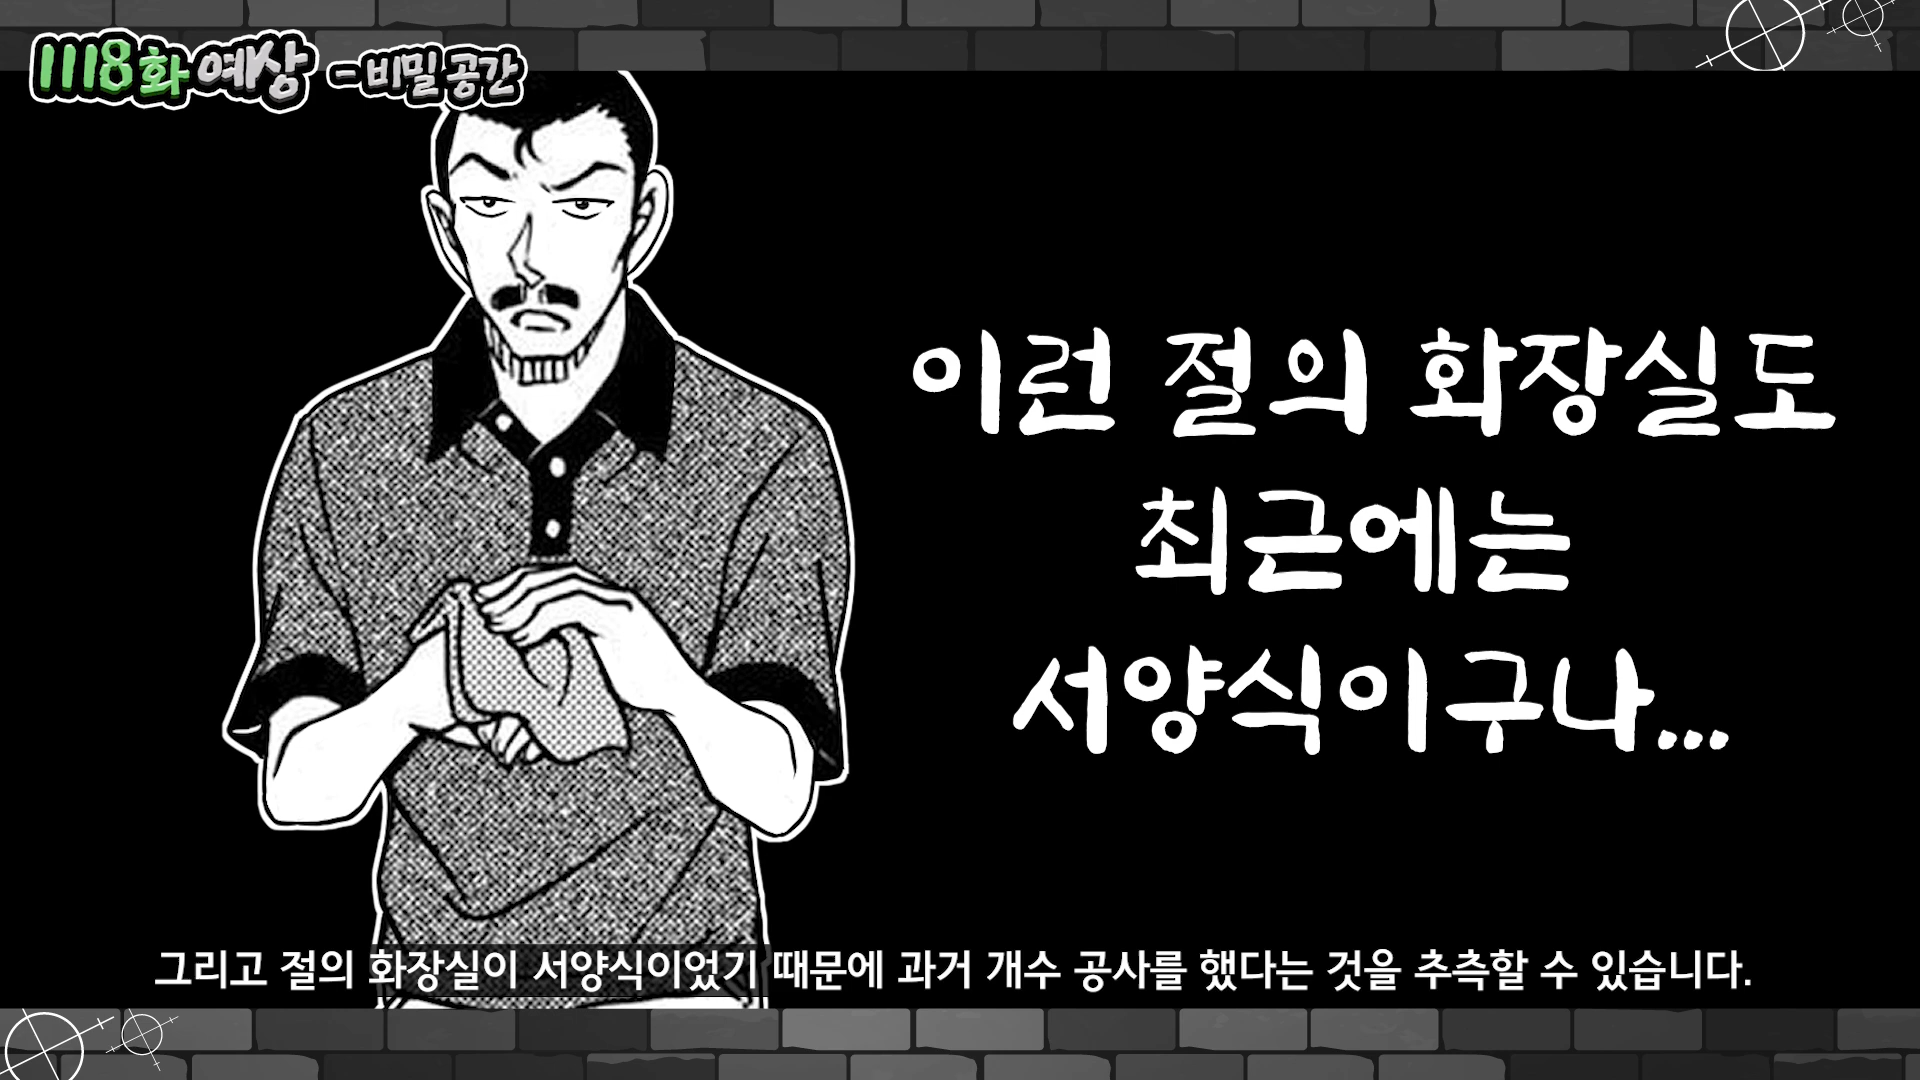 1118화 예상 - 비밀 공간
이런 절의 화장실도
최근에는
서양식이구나...
그리고 절의 화장실이 서양식이었기 때문에 과거 개수 공사를 했다는 것을 추측할 수 있습니다.